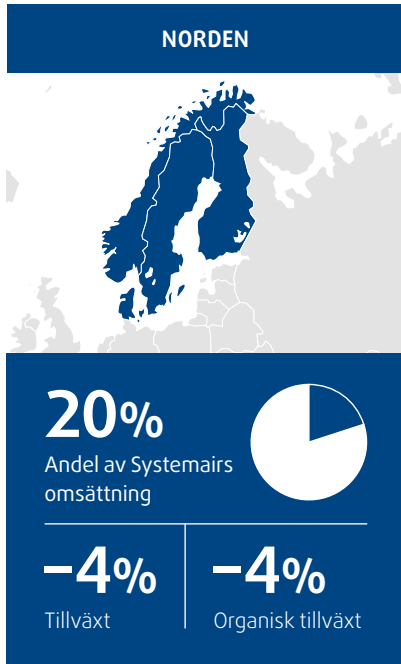 NORDEN
20%
Andel av Systemairs
omsättning
–4%
Tillväxt
–4%
Organisk tillväxt